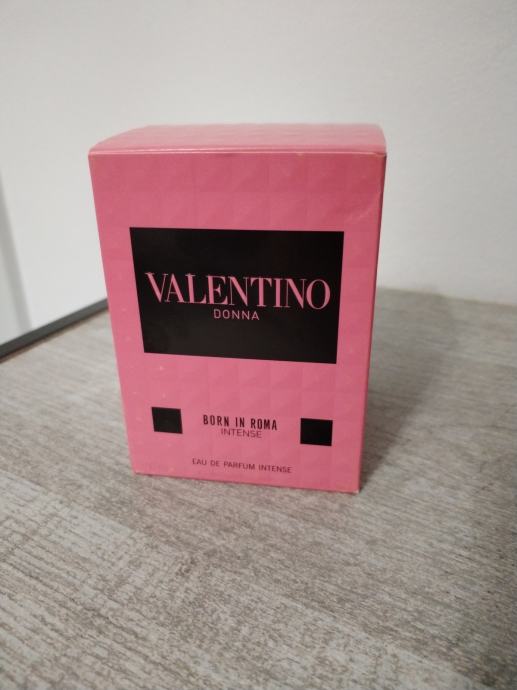 VALENTINO
DONNA
BORN IN ROMA
INTENSE
EAU DE PARFUM INTENSE